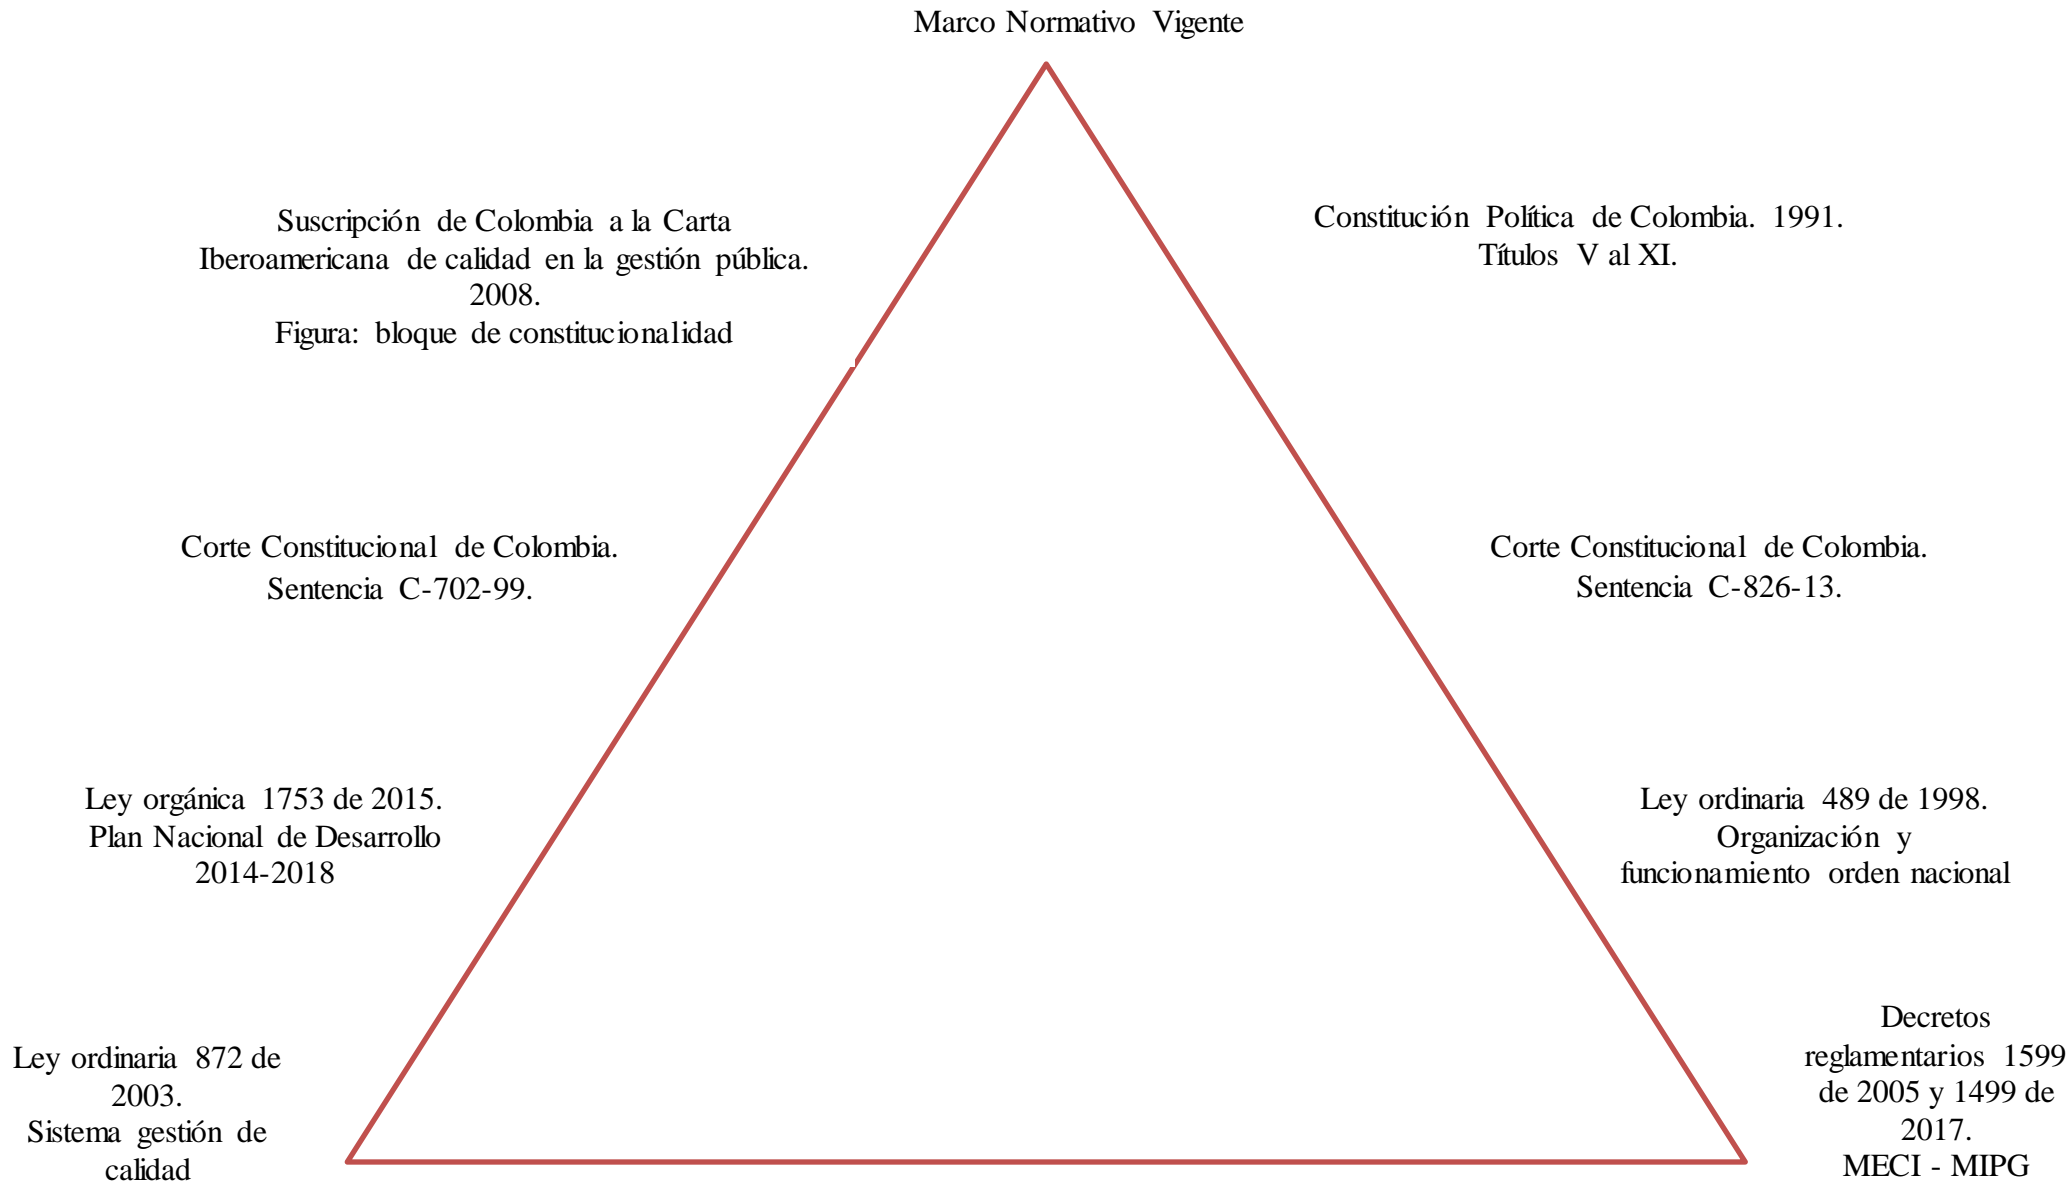 Marco Normativo Vigente
Suscripción de Colombia a la Carta
Iberoamericana de calidad en la gestión pública.
2008.
Figura: bloque de constitucionalidad
Constitución Política de Colombia. 1991.
Títulos V al XI.
Corte Constitucional de Colombia.
Sentencia C-702-99.
Corte Constitucional de Colombia.
Sentencia C-826-13.
Ley orgánica 1753 de 2015.
Plan Nacional de Desarrollo
2014-2018
Ley ordinaria 489 de 1998.
Organización y
funcionamiento orden nacional
Ley ordinaria 872 de
2003.
Sistema gestión de
calidad
Decretos
reglamentarios 1599
de 2005 y 1499 de
2017.
MECI - MIPG